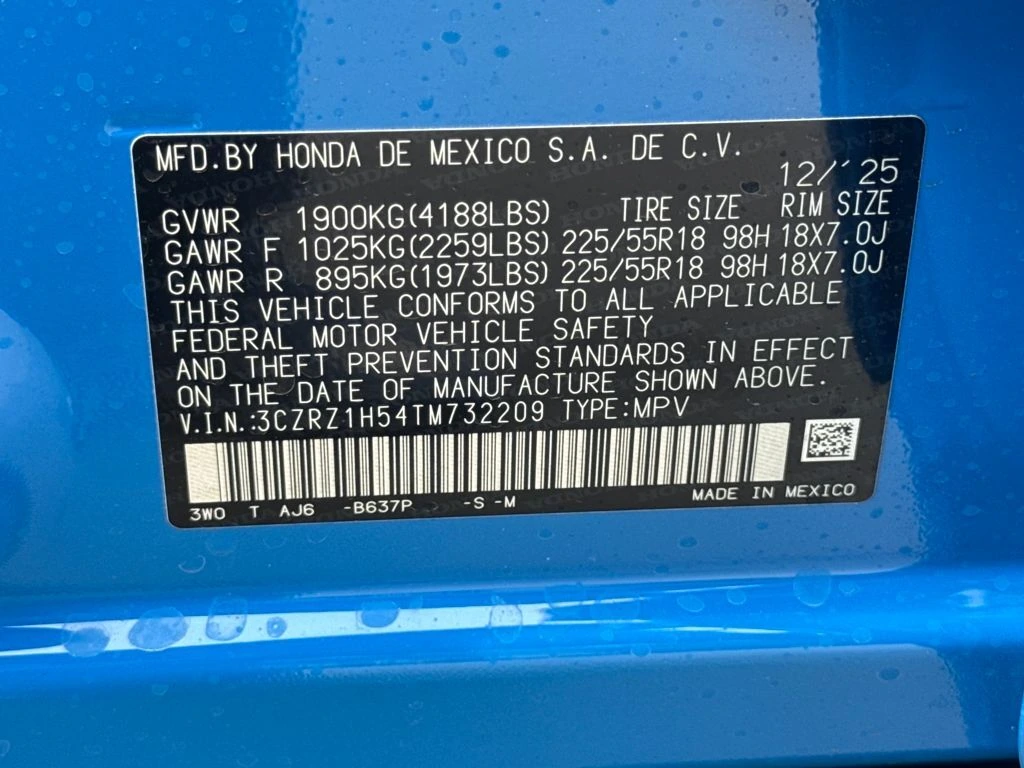 MFD.BY HONDA DE MEXICO S.A. DE C.V.
12/'25
GVWR 1900KG(4188LBS) TIRE SIZE RIM SIZE
GAWR F 1025KG(2259LBS) 225/55R18 98H 18X7.0J
GAWR R 895KG(1973LBS) 225/55R18 98H 18X7.0J
THIS VEHICLE CONFORMS TO ALL APPLICABLE
FEDERAL MOTOR VEHICLE SAFETY
AND THEFT PREVENTION STANDARDS IN EFFECT
ON THE DATE OF MANUFACTURE SHOWN ABOVE.
V.I.N.:3CZRZ1H54TM732209 TYPE:MPV
3WO T AJ6 -B637P -S -M MADE IN MEXICO